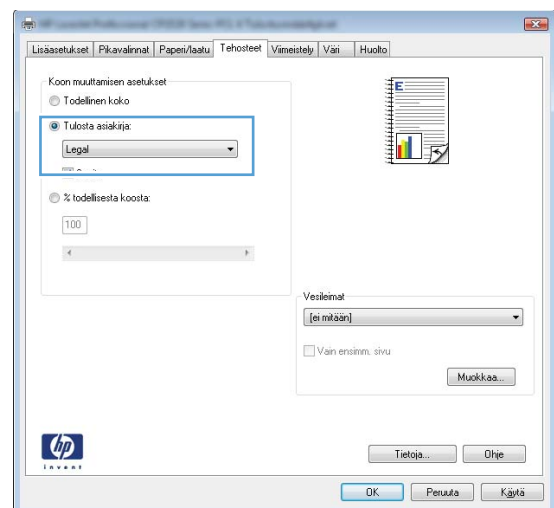 Lisäasetukset Pikavalinnat Paperi/laatu Tehosteet Viimeistely Väri Huolto
Koon muuttamisen asetukset
Todellinen koko
Tulosta asiakirja:
Legal
% todellisesta koosta:
100
E
Vesileimat
[ei mitään]
Vain ensimm. sivu
Muokkaa...
hp
invent
Tietoja... Ohje
OK Peruuta Käytä